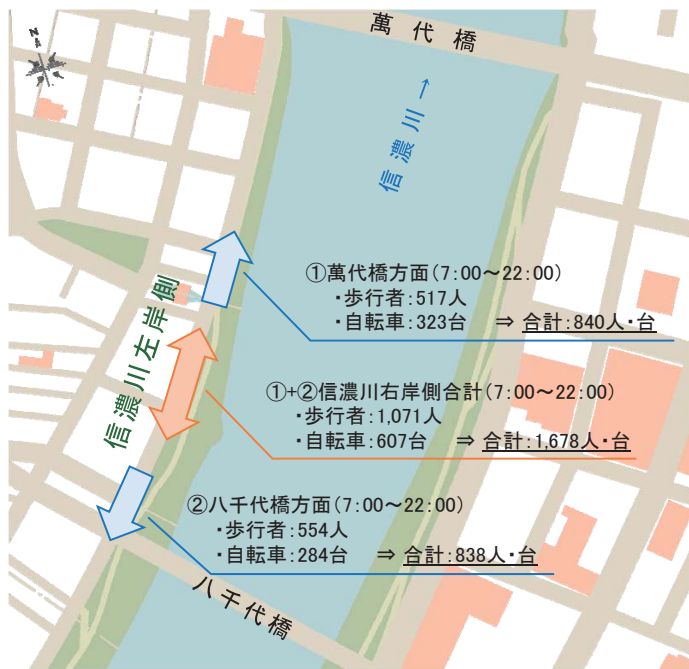 N
萬代橋
信濃川→
①萬代橋方面(7:00～22:00)
・歩行者:517人
・自転車:323台 ⇒ 合計:840人・台
信濃川左岸側
①+②信濃川右岸側合計(7:00～22:00)
・歩行者:1,071人
・自転車:607台 ⇒ 合計:1,678人・台
②八千代橋方面(7:00～22:00)
・歩行者:554人
・自転車:284台 ⇒ 合計:838人・台
八千代橋